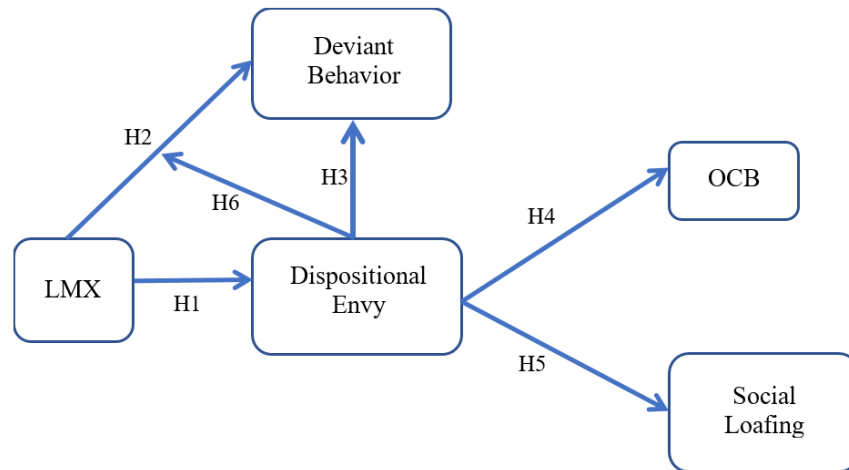 Deviant
Behavior
H2
H3
OCB
H6
H4
LMX
Dispositional
Envy
H1
H5
Social
Loafing